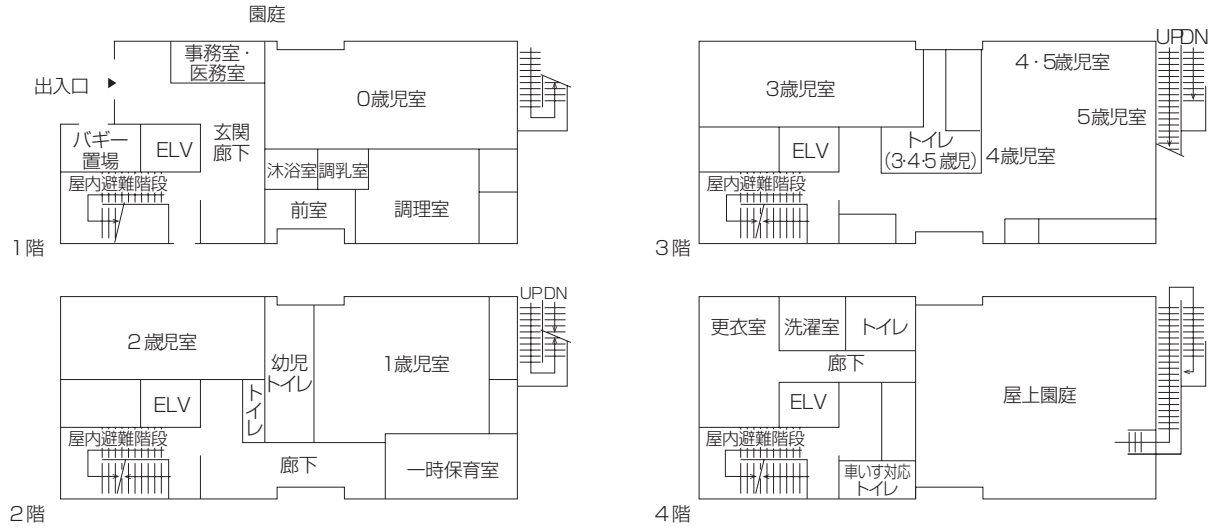 園庭
事務室・
医務室
出入口
0歳児室
バギー
置場
ELV
玄関
廊下
沐浴室
調乳室
屋内避難階段
前室
調理室
1階
UP
DN
3歳児室
4・5歳児室
5歳児室
ELV
トイレ
(3・4・5歳児)
4歳児室
屋内避難階段
3階
UP
DN
2歳児室
幼児
トイレ
1歳児室
ELV
トイレ
屋内避難階段
廊下
一時保育室
2階
更衣室
洗濯室
トイレ
廊下
ELV
屋上園庭
屋内避難階段
車いす対応
トイレ
4階